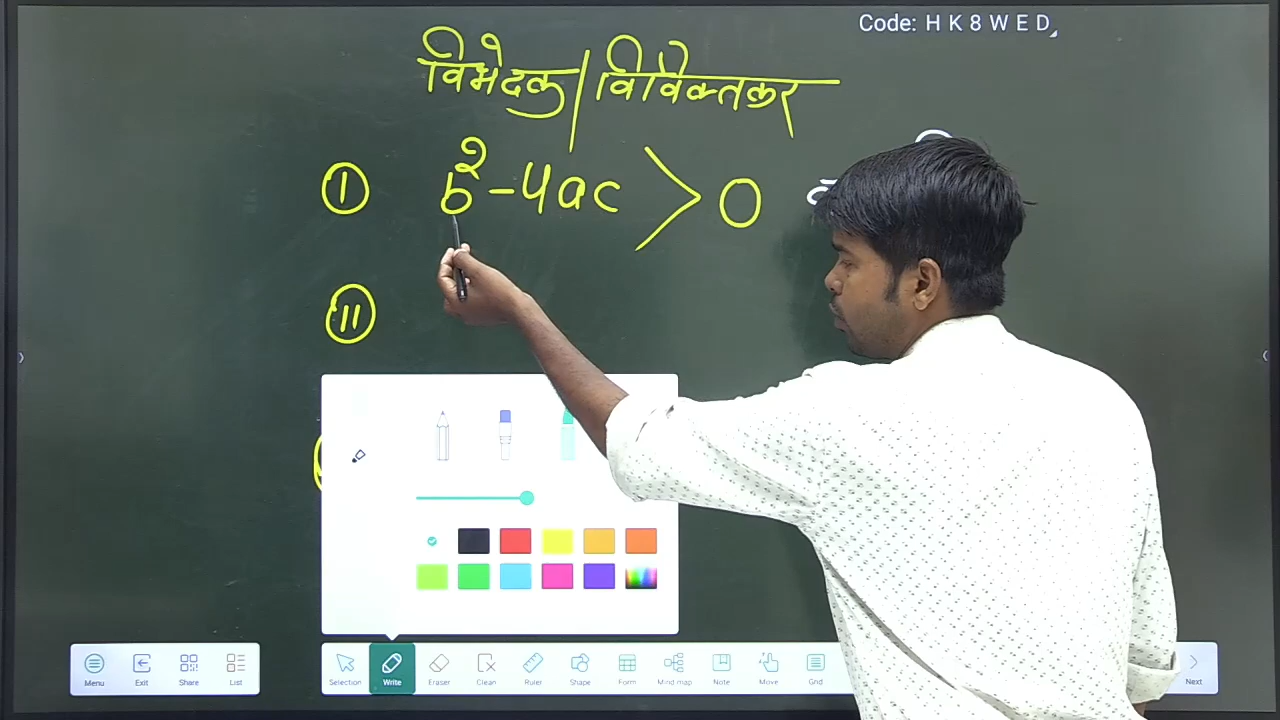 Code: H K 8 W E D
विभेदक / विविक्तकर
I b² - 4ac > 0
II
Menu Exit Share List Selection Write Eraser Clean Ruler Shape Form Mind map Note Move Grid Next